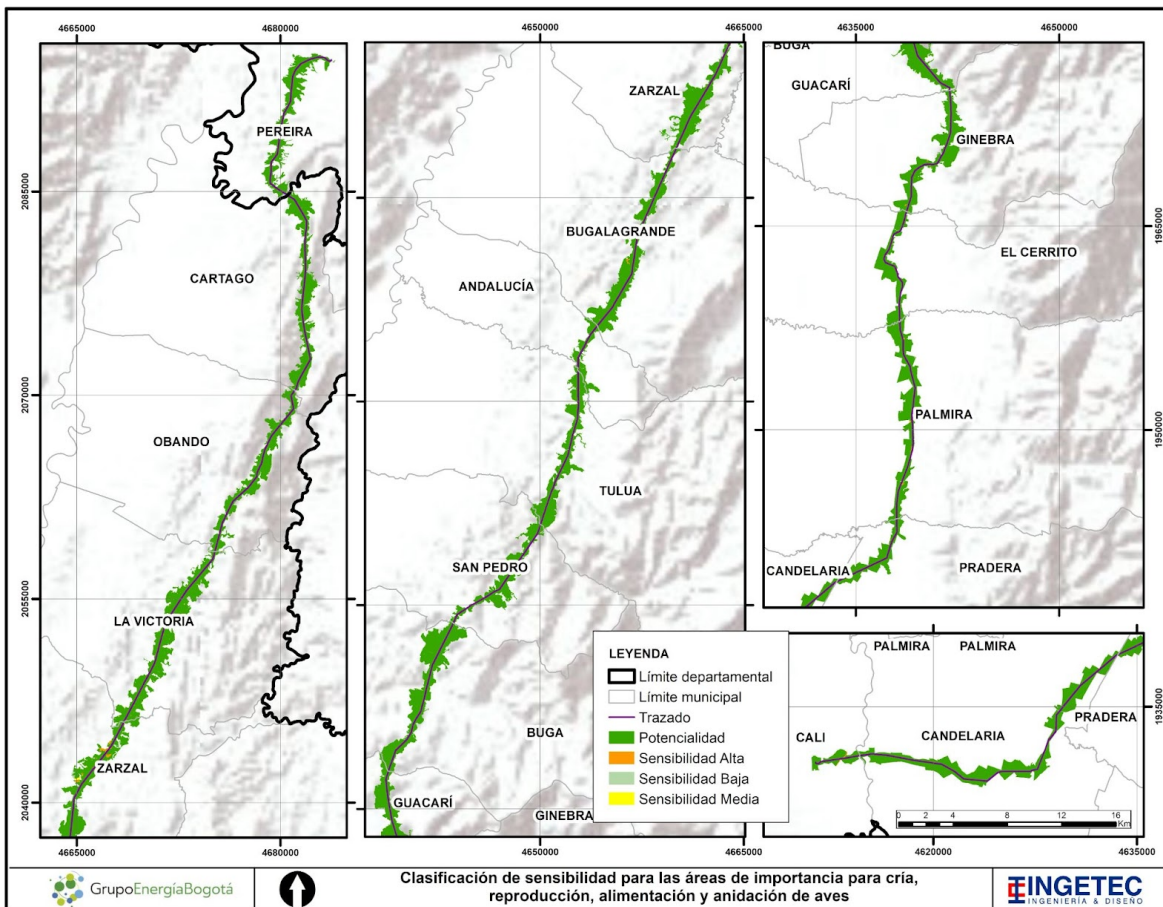 4665000
4680000
4650000
4665000
4635000
4650000
PEREIRA
CARTAGO
OBANDO
LA VICTORIA
ZARZAL
2085000
2070000
2055000
2040000
4665000
4680000
ZARZAL
BUGALAGRANDE
ANDALUCÍA
TULUA
SAN PEDRO
BUGA
GUACARÍ
GINEBRA
4650000
4665000
BUGA
GUACARÍ
GINEBRA
EL CERRITO
PALMIRA
CANDELARIA
PRADERA
1965000
1950000
PALMIRA
PALMIRA
CALI
CANDELARIA
PRADERA
1935000
0 2 4 8 12 16
Km
4620000
4635000
LEYENDA
Límite departamental
Límite municipal
Trazado
Potencialidad
Sensibilidad Alta
Sensibilidad Baja
Sensibilidad Media
GrupoEnergíaBogotá
Clasificación de sensibilidad para las áreas de importancia para cría,
reproducción, alimentación y anidación de aves
INGETEC
INGENIERÍA & DISEÑO